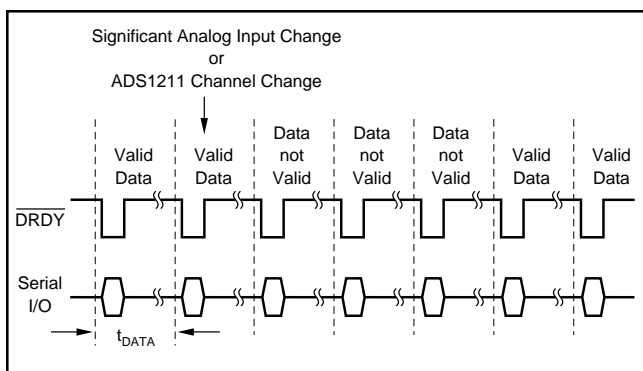 Significant Analog Input Change
or
ADS1211 Channel Change
Valid
Data
Valid
Data
Data
not
Valid
Data
not
Valid
Data
not
Valid
Valid
Data
Valid
Data
DRDY
Serial
I/O
tDATA